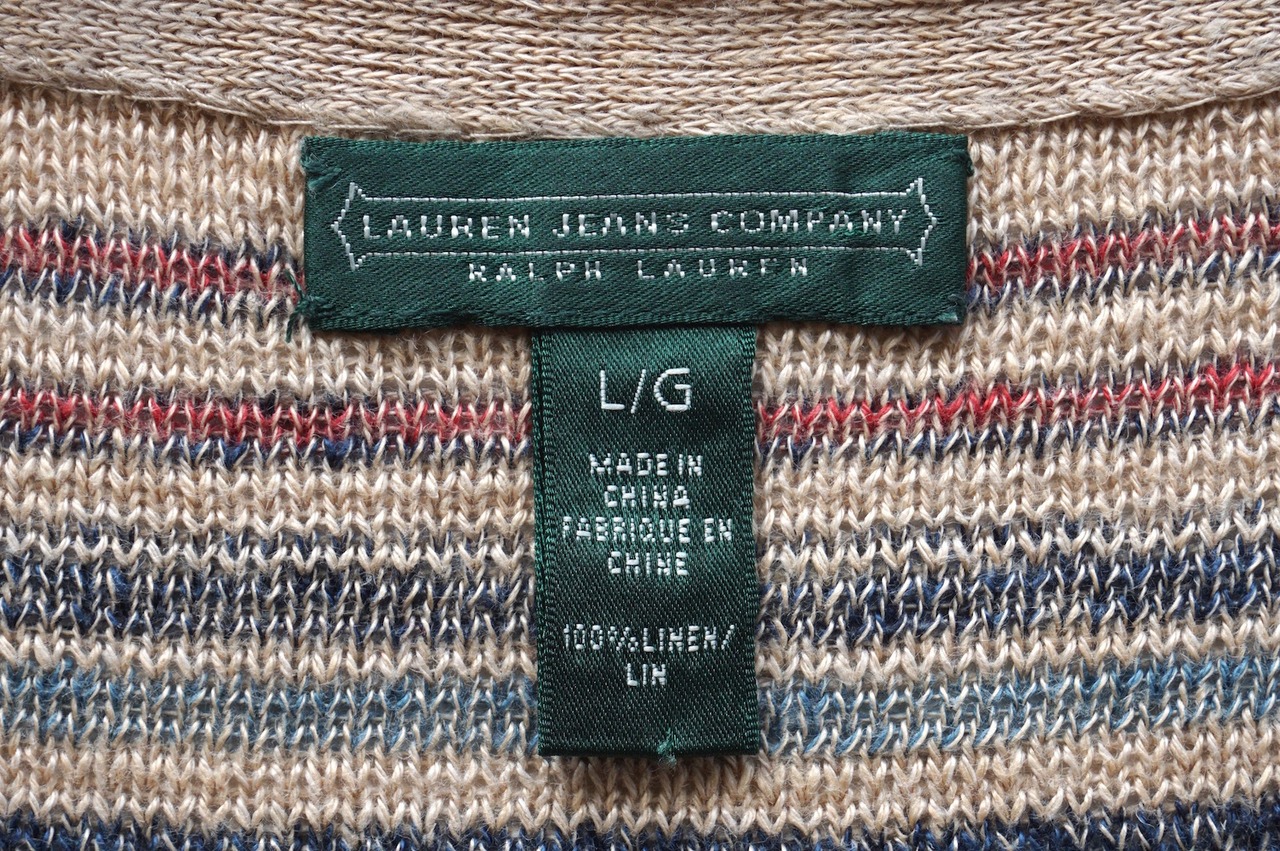 LAUREN JEANS COMPANY
RALPH LAUREN
L/G
MADE IN
CHINA
FABRIQUE EN
CHINE
100% LINEN/
LIN